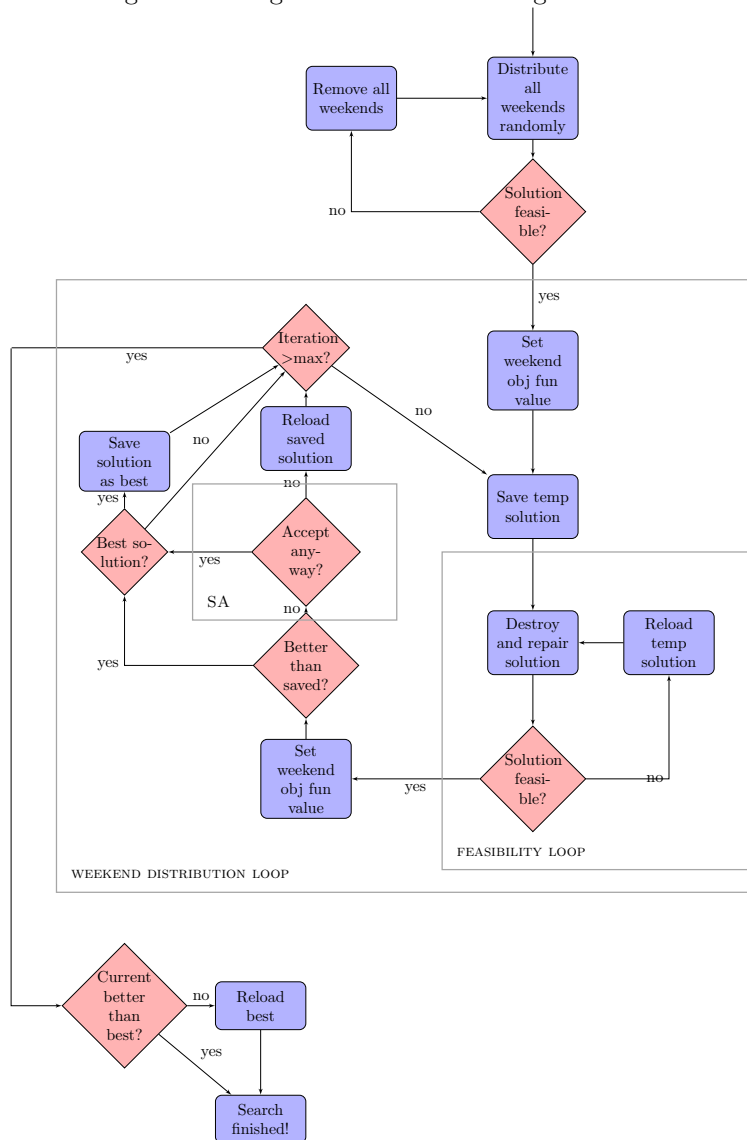 Distribute
all
weekends
randomly
Remove all
weekends
Solution
feasi-
ble?
no
yes
Iteration
>max?
yes
Set
weekend
obj fun
value
no
Reload
saved
solution
Save
solution
as best
no
no
yes
Save temp
solution
Best so-
lution?
yes
Accept
any-
way?
SA
no
Destroy
and repair
solution
Reload
temp
solution
Better
than
saved?
yes
Set
weekend
obj fun
value
yes
Solution
feasi-
ble?
no
FEASIBILITY LOOP
WEEKEND DISTRIBUTION LOOP
Current
better
than
best?
no
Reload
best
yes
Search
finished!